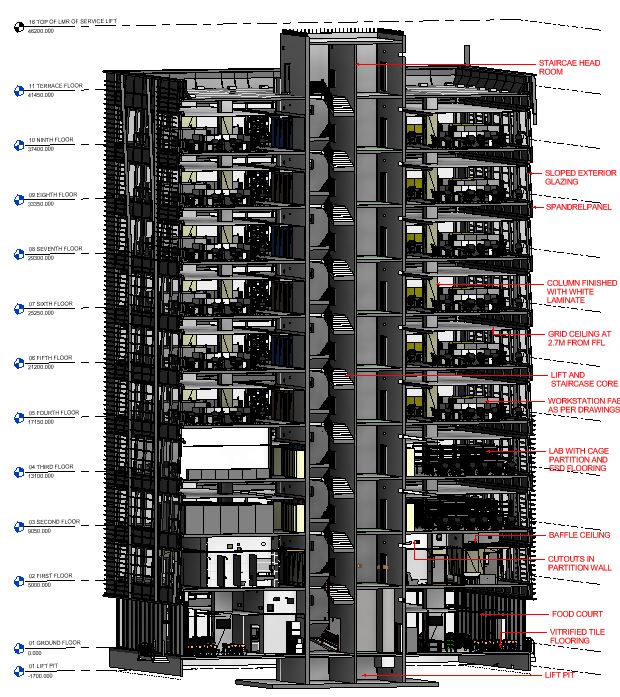 16 TOP OF LMR OF SERVICE LIFT
46200.000
STAIRCAE HEAD
ROOM
11 TERRACE FLOOR
41450.000
10 NINTH FLOOR
37400.000
SLOPED EXTERIOR
GLAZING
09 EIGHTH FLOOR
33350.000
SPANDRELPANEL
08 SEVENTH FLOOR
29300.000
COLUMN FINISHED
WITH WHITE
LAMINATE
07 SIXTH FLOOR
25250.000
GRID CEILING AT
2.7M FROM FFL
06 FIFTH FLOOR
21200.000
LIFT AND
STAIRCASE CORE
WORKSTATION FAB
AS PER DRAWINGS
05 FOURTH FLOOR
17150.000
LAB WITH CAGE
PARTITION AND
ESD FLOORING
04 THIRD FLOOR
13100.000
03 SECOND FLOOR
9050.000
BAFFLE CEILING
CUTOUTS IN
PARTITION WALL
02 FIRST FLOOR
5000.000
FOOD COURT
VITRIFIED TILE
FLOORING
01 GROUND FLOOR
0.000
01 LIFT PIT
-1700.000
LIFT PIT